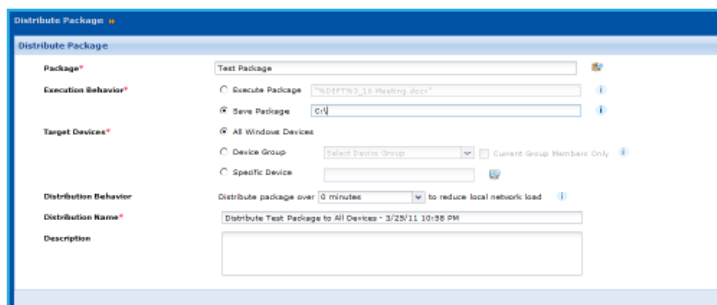 Distribute Package »
Distribute Package
Package* Test Package
Execution Behavior* Execute Package
Save Package C:\
Target Devices* All Windows Devices
Device Group Select Device Group Current Group Members Only
Specific Device
Distribution Behavior Distribute package over 0 minutes to reduce local network load
Distribution Name* Distribute Test Package to All Devices - 3/29/11 10:58 PM
Description